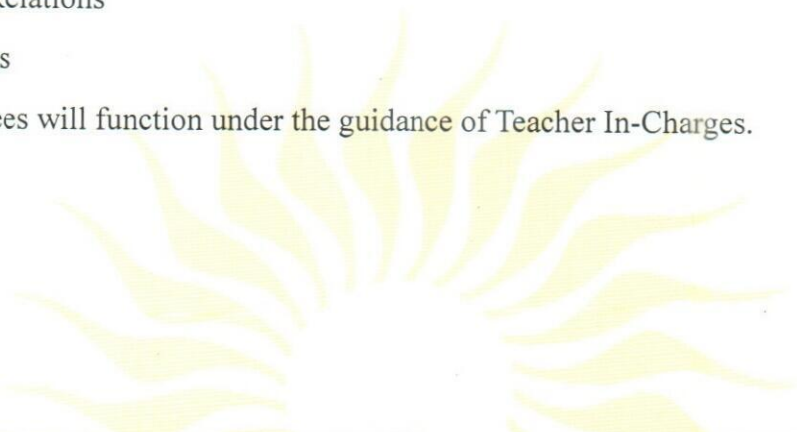 s
ees will function under the guidance of Teacher In-Charges.